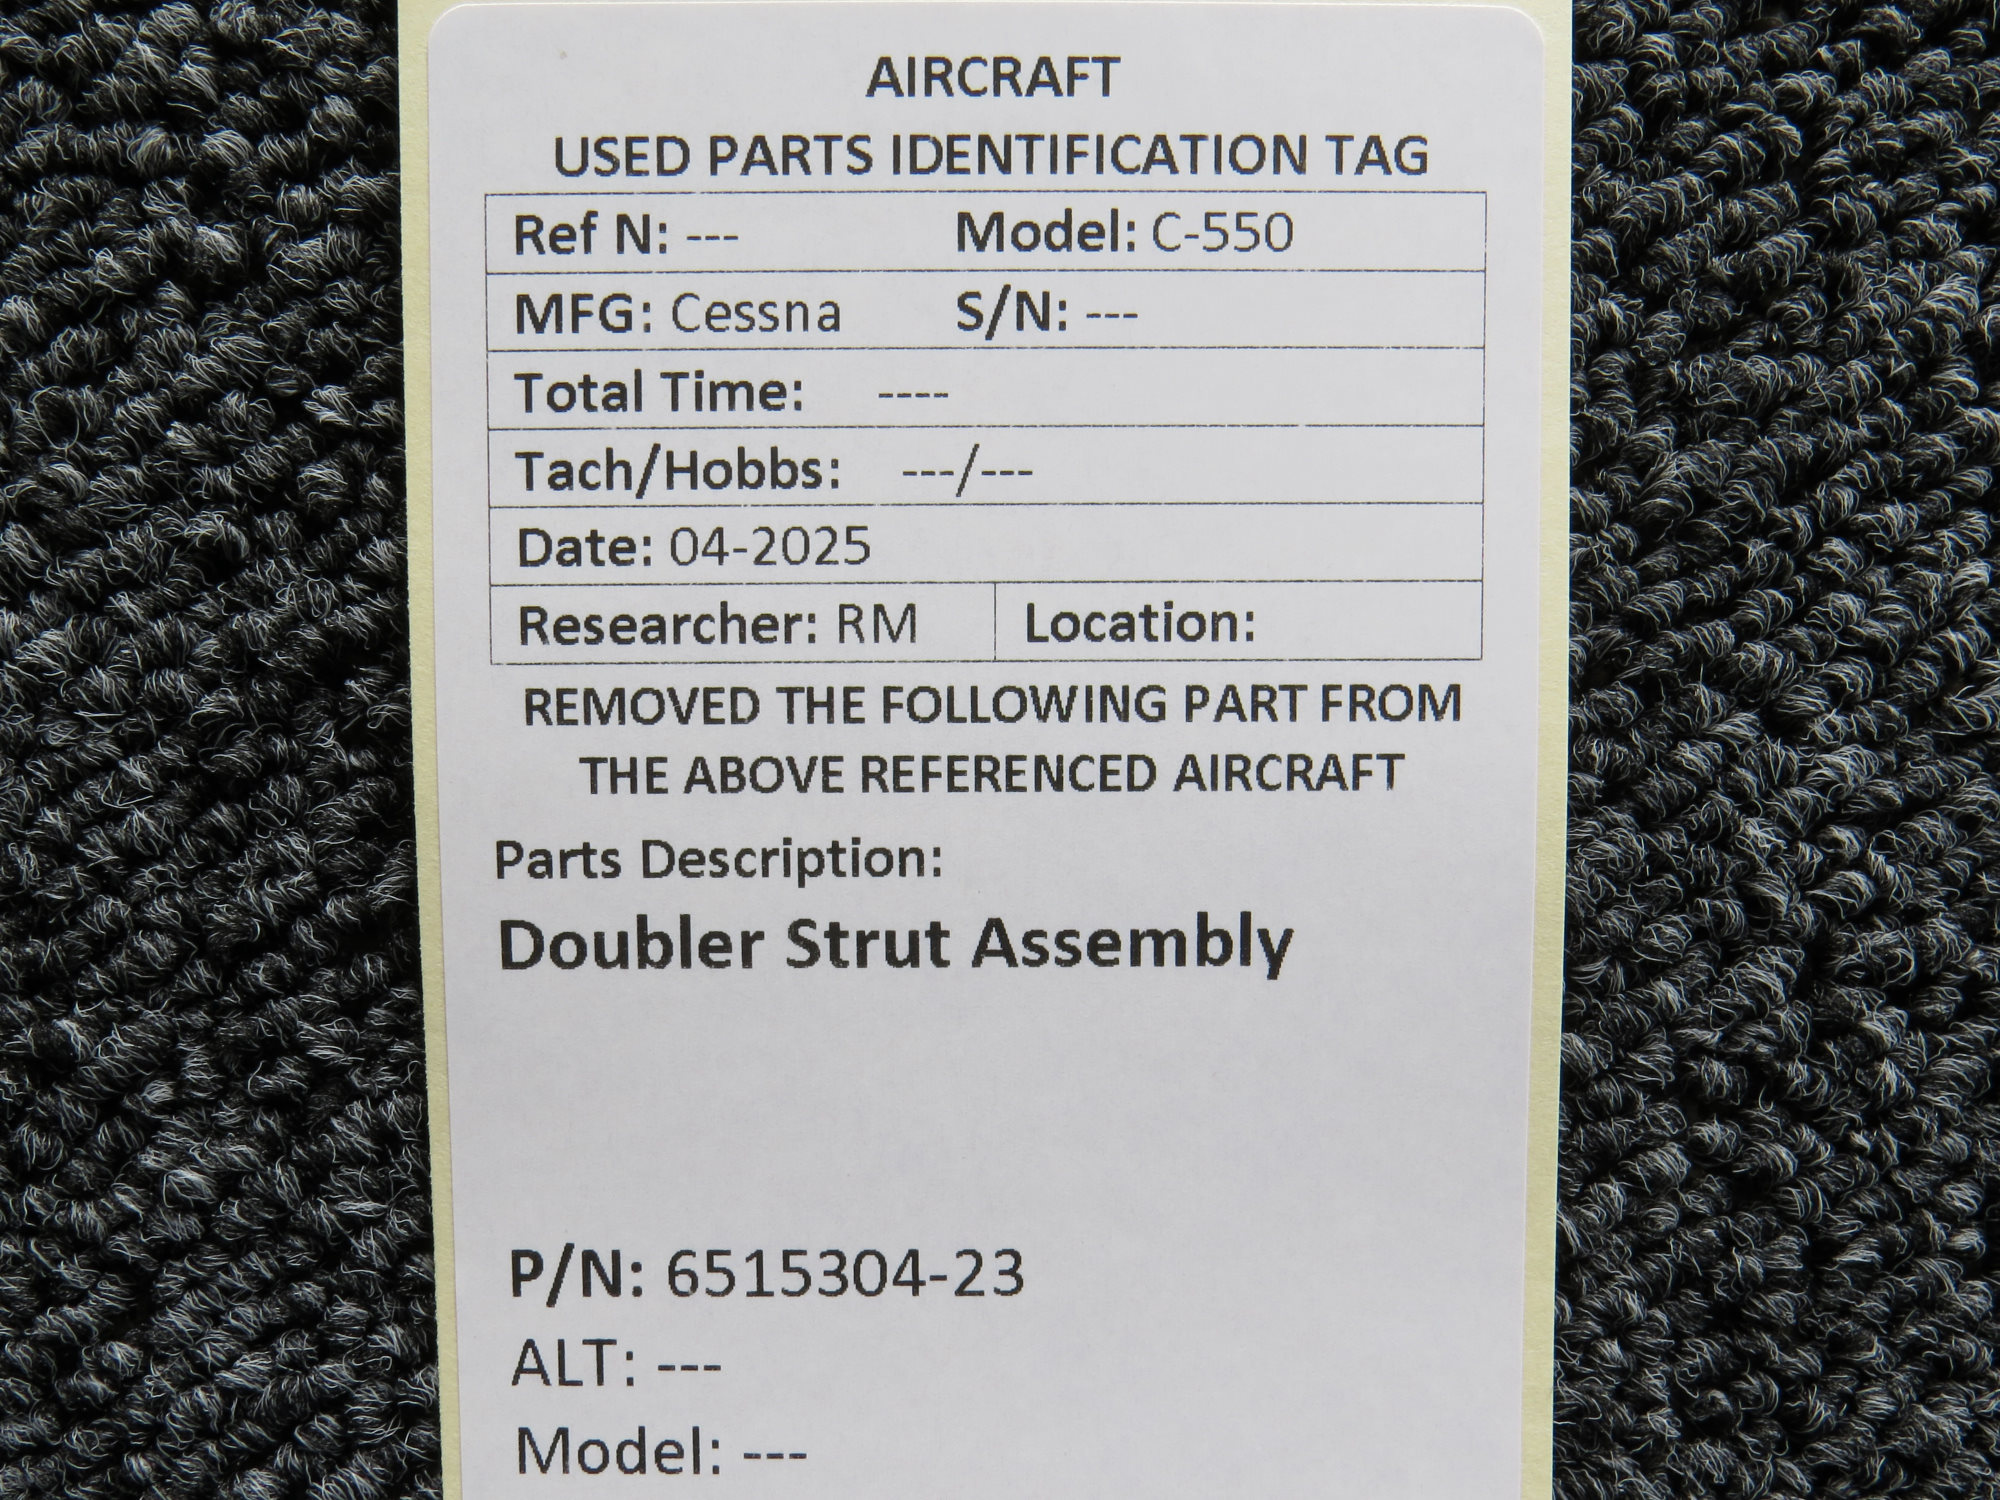 AIRCRAFT
USED PARTS IDENTIFICATION TAG
Ref N: --- Model: C-550
MFG: Cessna S/N: ---
Total Time: ----
Tach/Hobbs: ---/---
Date: 04-2025
Researcher: RM Location:
REMOVED THE FOLLOWING PART FROM
THE ABOVE REFERENCED AIRCRAFT
Parts Description:
Doubler Strut Assembly
P/N: 6515304-23
ALT: ---
Model: ---